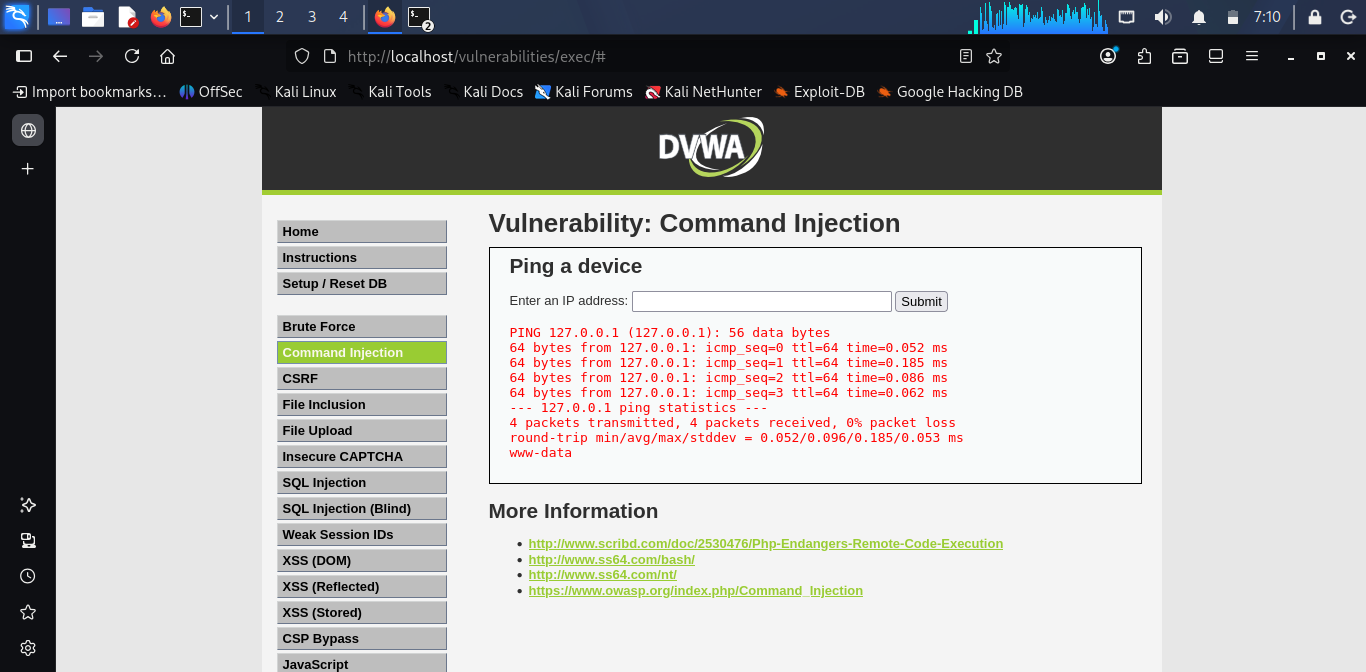 1 2 3 4 2 7:10
http://localhost/vulnerabilities/exec/#
Import bookmarks... OffSec Kali Linux Kali Tools Kali Docs Kali Forums Kali NetHunter Exploit-DB Google Hacking DB
DVWA
Vulnerability: Command Injection
Home
Instructions
Setup / Reset DB
Brute Force
Command Injection
CSRF
File Inclusion
File Upload
Insecure CAPTCHA
SQL Injection
SQL Injection (Blind)
Weak Session IDs
XSS (DOM)
XSS (Reflected)
XSS (Stored)
CSP Bypass
JavaScript
Ping a device
Enter an IP address: Submit
PING 127.0.0.1 (127.0.0.1): 56 data bytes
64 bytes from 127.0.0.1: icmp_seq=0 ttl=64 time=0.052 ms
64 bytes from 127.0.0.1: icmp_seq=1 ttl=64 time=0.185 ms
64 bytes from 127.0.0.1: icmp_seq=2 ttl=64 time=0.086 ms
64 bytes from 127.0.0.1: icmp_seq=3 ttl=64 time=0.062 ms
--- 127.0.0.1 ping statistics ---
4 packets transmitted, 4 packets received, 0% packet loss
round-trip min/avg/max/stddev = 0.052/0.096/0.185/0.053 ms
www-data
More Information
http://www.scribd.com/doc/2530476/Php-Endangers-Remote-Code-Execution
http://www.ss64.com/bash/
http://www.ss64.com/nt/
https://www.owasp.org/index.php/Command_Injection